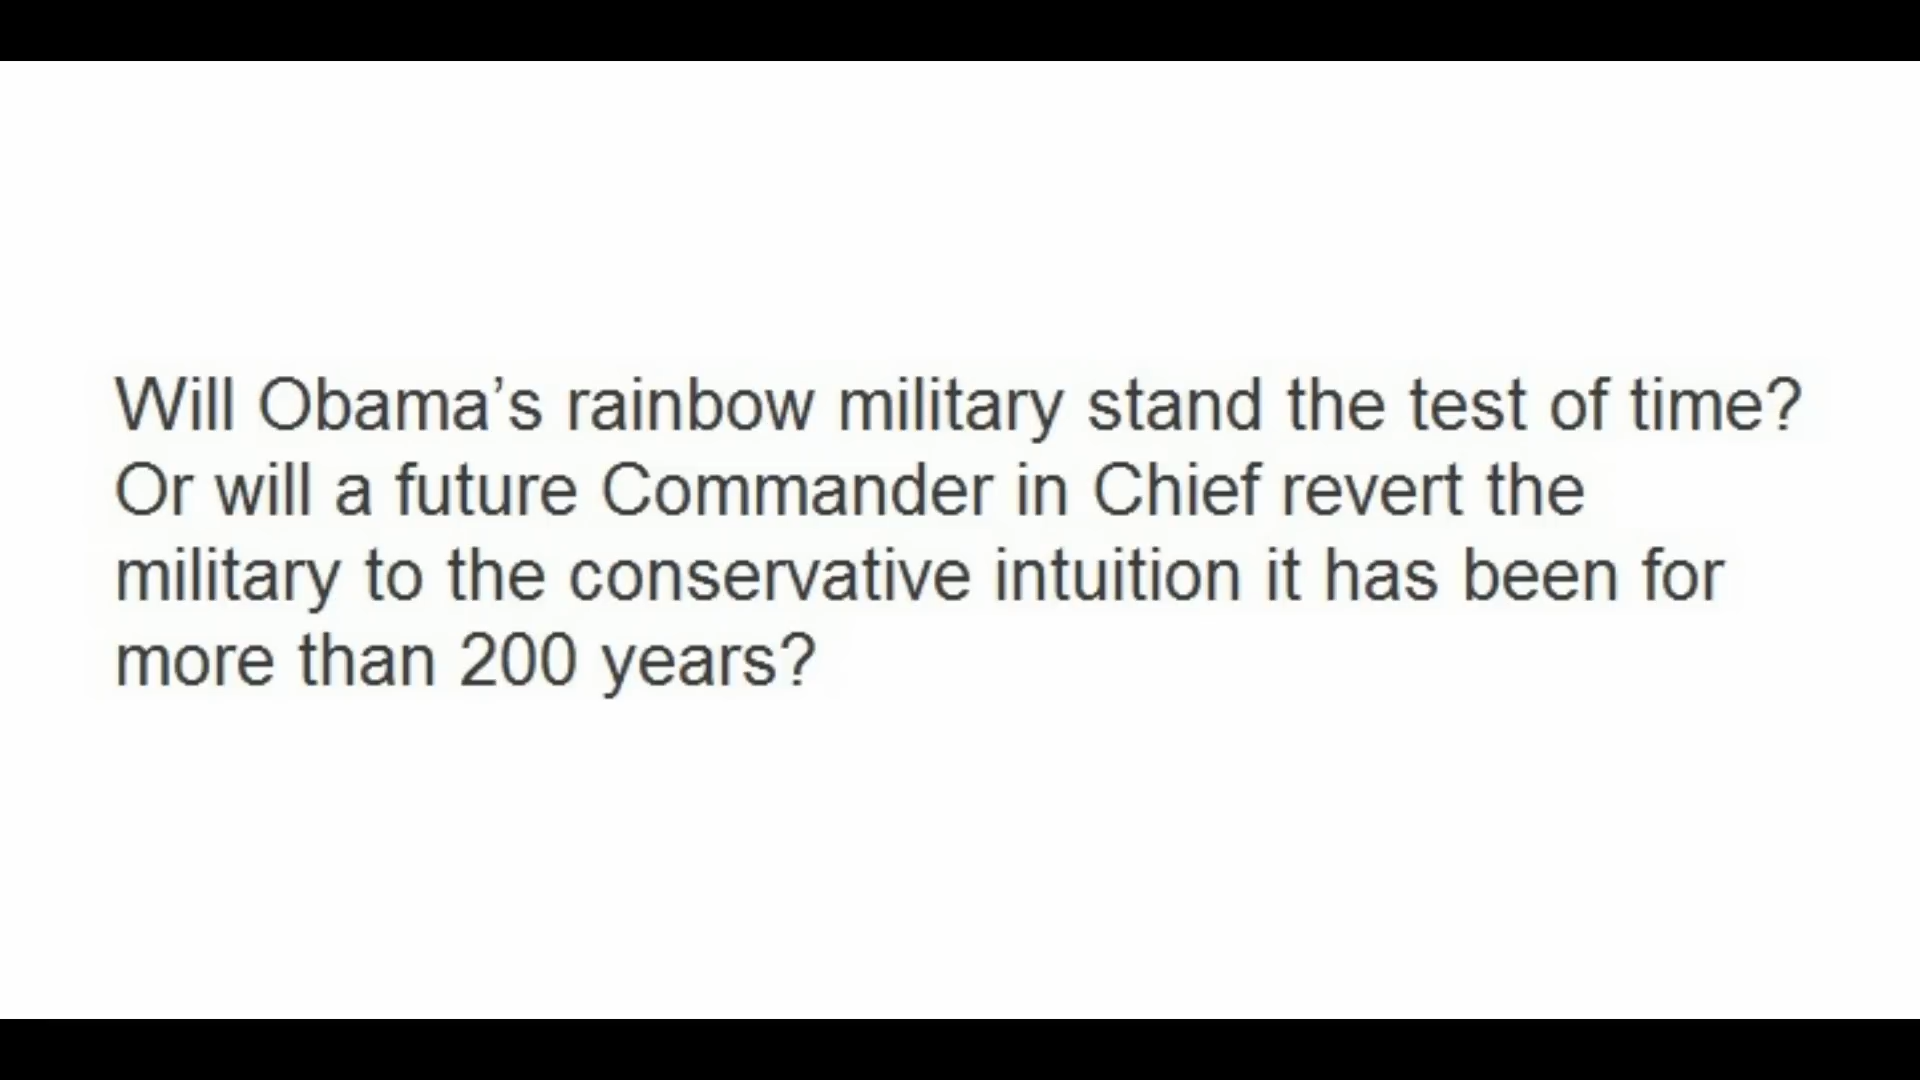 Will Obama’s rainbow military stand the test of time?
Or will a future Commander in Chief revert the
military to the conservative intuition it has been for
more than 200 years?